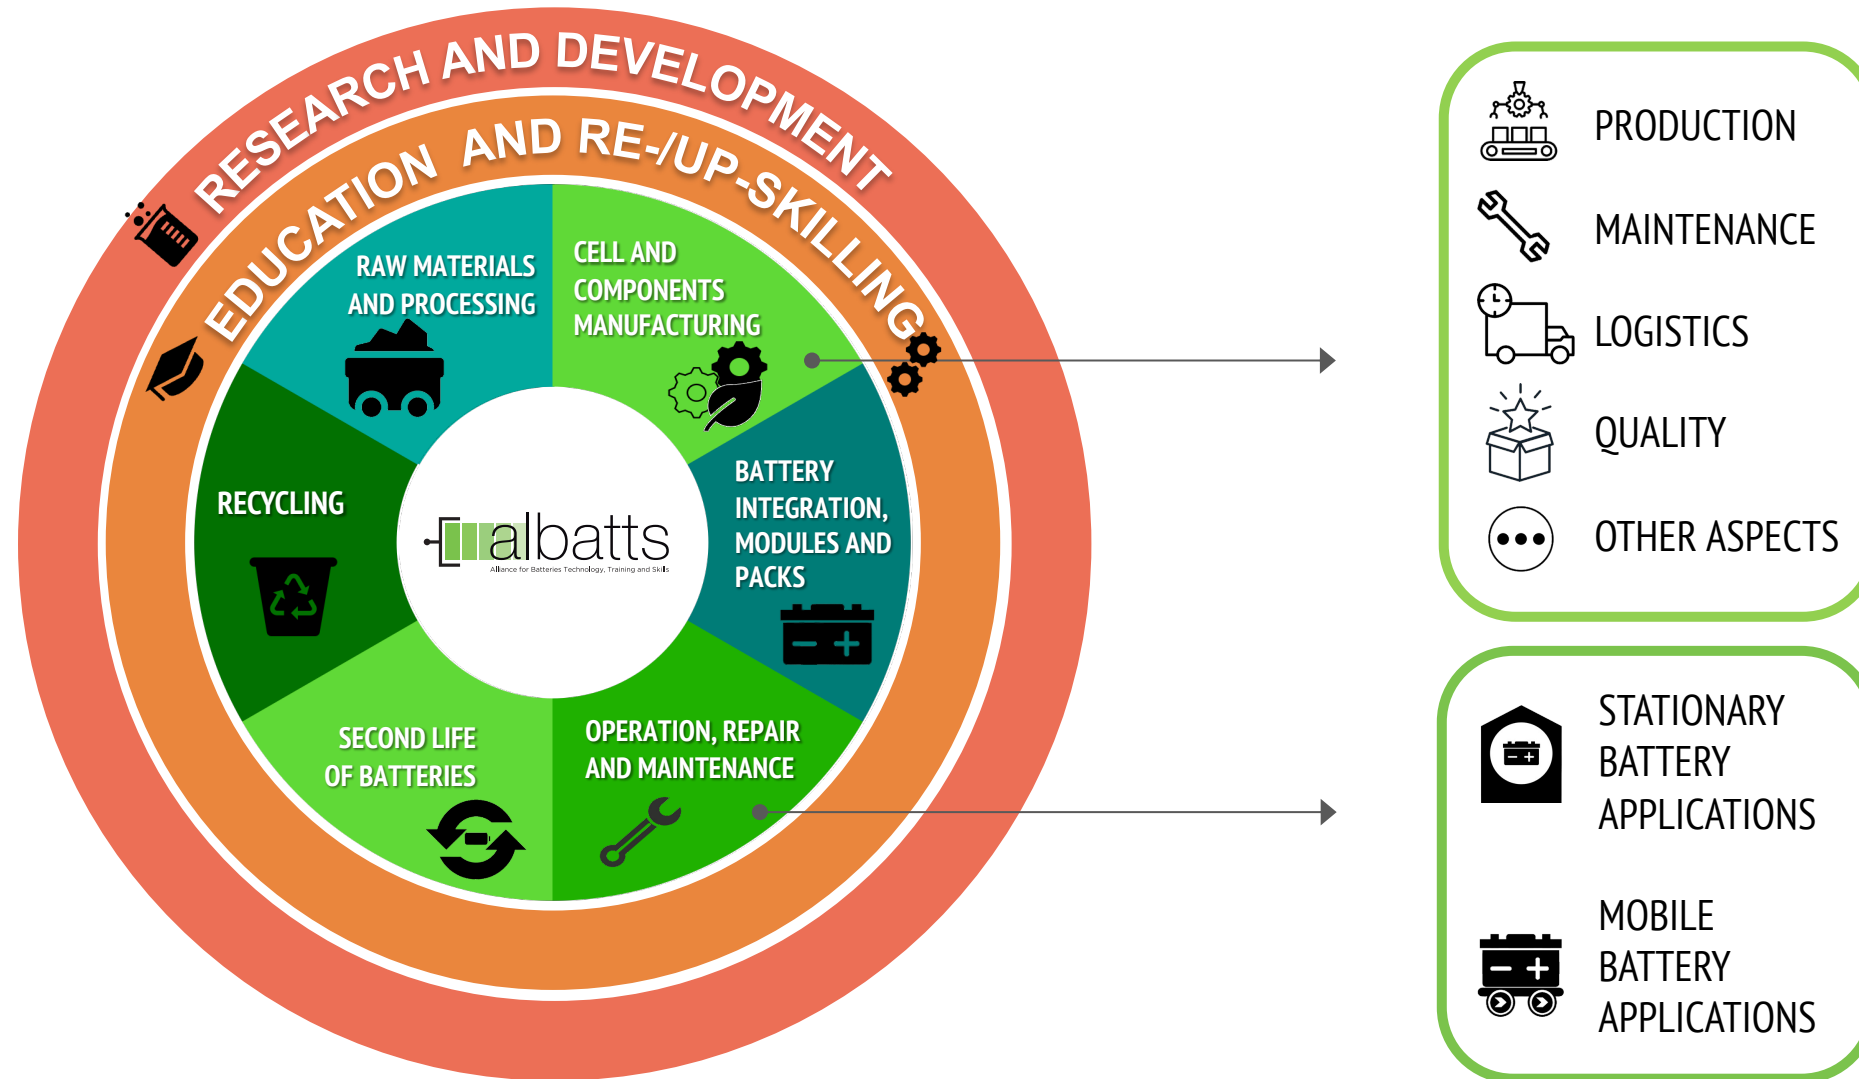 RESEARCH AND DEVELOPMENT
EDUCATION AND RE-/UP-SKILLING
RAW MATERIALS
AND PROCESSING
CELL AND
COMPONENTS
MANUFACTURING
BATTERY
INTEGRATION,
MODULES AND
PACKS
OPERATION, REPAIR
AND MAINTENANCE
SECOND LIFE
OF BATTERIES
RECYCLING
albatts
Alliance for Batteries Technology, Training and Skills
PRODUCTION
MAINTENANCE
LOGISTICS
QUALITY
OTHER ASPECTS
STATIONARY
BATTERY
APPLICATIONS
MOBILE
BATTERY
APPLICATIONS